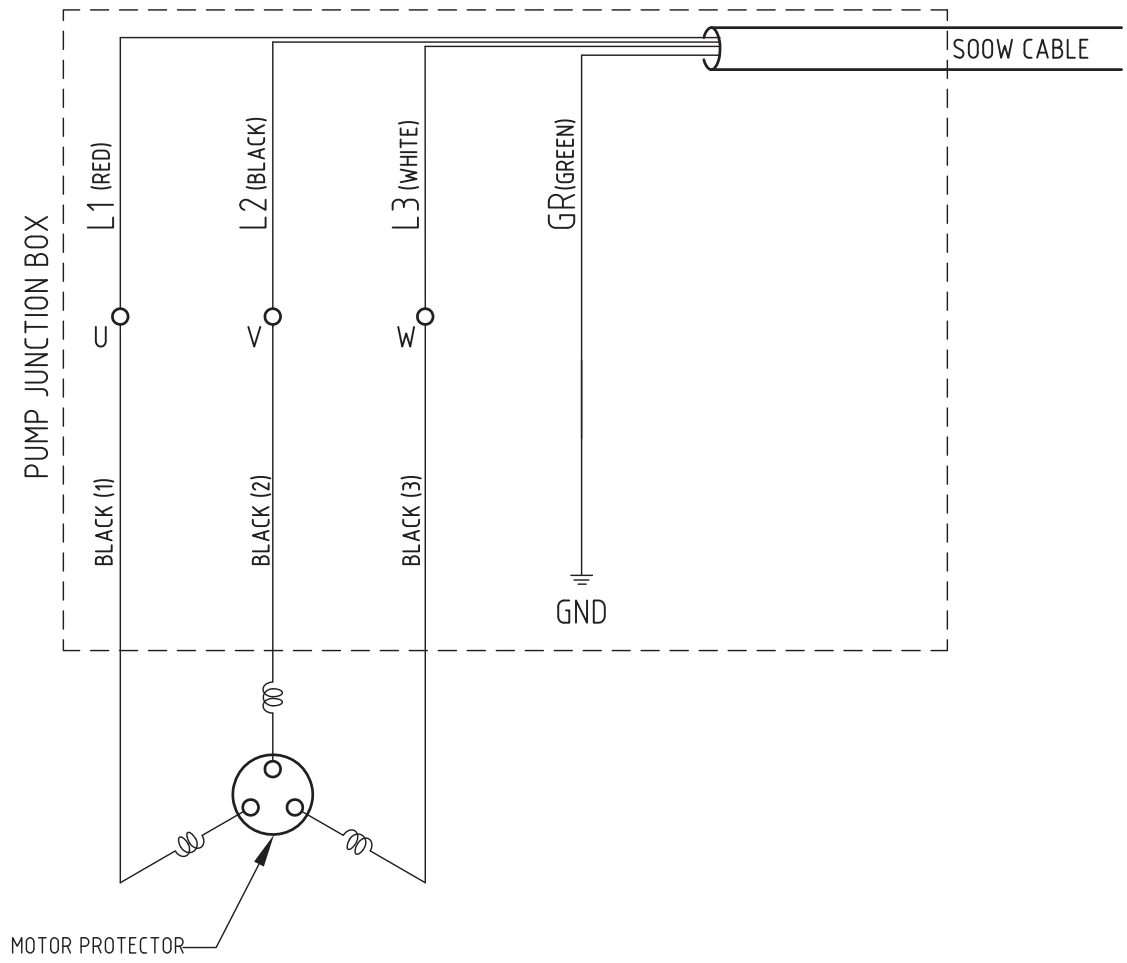 SOOW CABLE
L1 (RED)
L2 (BLACK)
L3 (WHITE)
GR(GREEN)
PUMP JUNCTION BOX
U
V
W
BLACK (1)
BLACK (2)
BLACK (3)
GND
MOTOR PROTECTOR